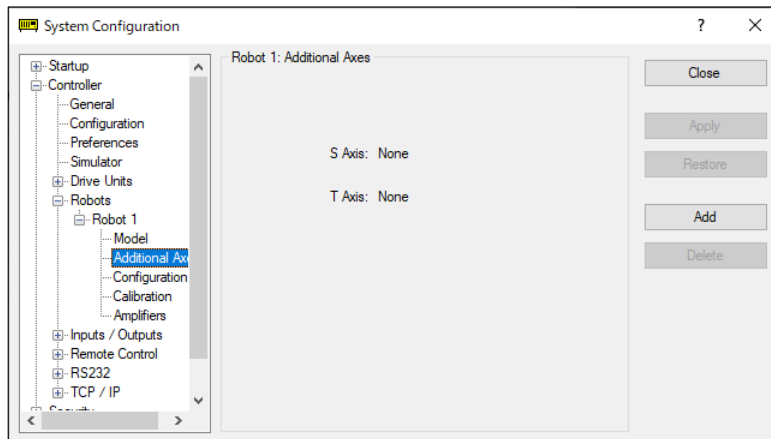 System Configuration
?
Startup
Controller
General
Configuration
Preferences
Simulator
Drive Units
Robots
Robot 1
Model
Additional Ax
Configuration
Calibration
Amplifiers
Inputs / Outputs
Remote Control
RS232
TCP / IP
Robot 1: Additional Axes
S Axis: None
T Axis: None
Close
Apply
Restore
Add
Delete